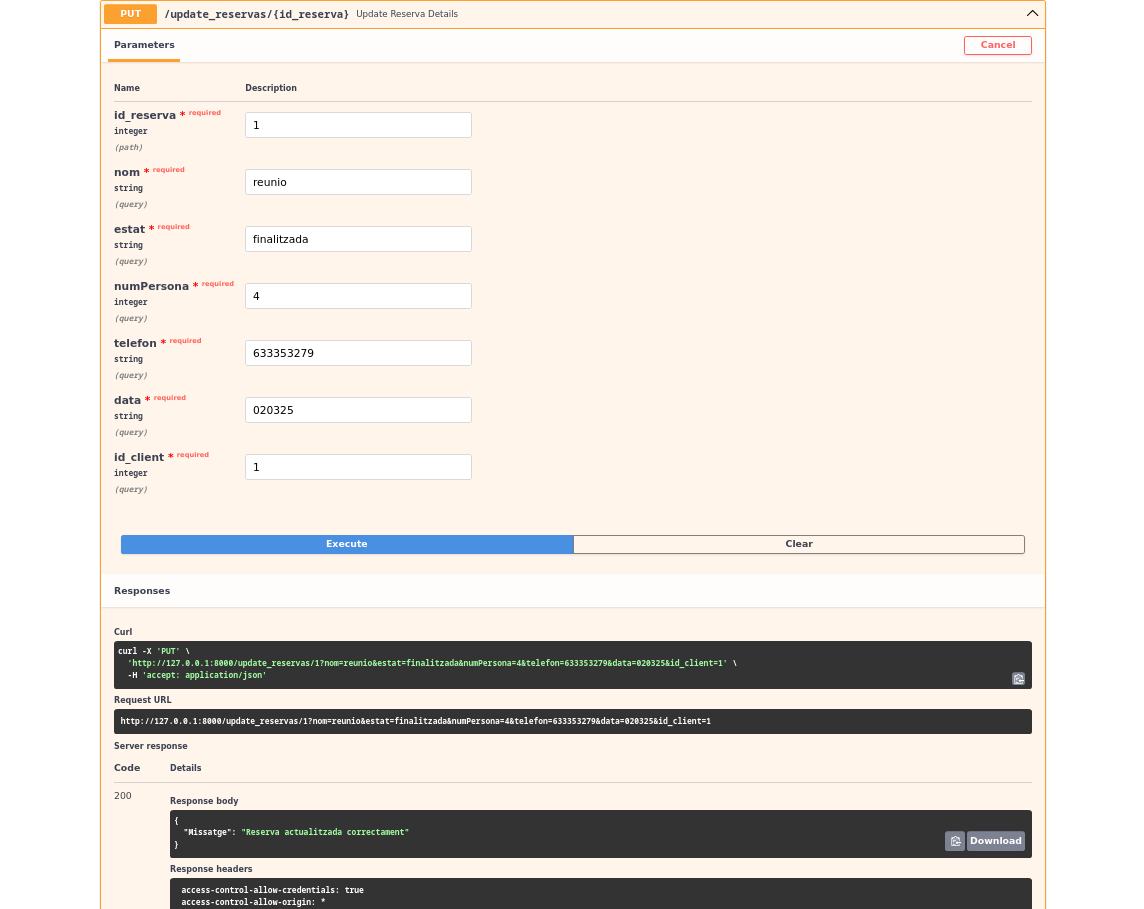 PUT /update_reservas/{id_reserva} Update Reserva Details
Parameters
Cancel
Name Description
id_reserva * required
integer
(path)
1
nom * required
string
(query)
reunio
estat * required
string
(query)
finalitzada
numPersona * required
integer
(query)
4
telefon * required
string
(query)
633353279
data * required
string
(query)
020325
id_client * required
integer
(query)
1
Execute Clear
Responses
Curl
curl -X 'PUT' \
'http://127.0.0.1:8000/update_reservas/1?nom=reunio&estat=finalitzada&numPersona=4&telefon=633353279&data=020325&id_client=1' \
-H 'accept: application/json'
Request URL
http://127.0.0.1:8000/update_reservas/1?nom=reunio&estat=finalitzada&numPersona=4&telefon=633353279&data=020325&id_client=1
Server response
Code Details
200
Response body
{
"Missatge": "Reserva actualitzada correctament"
}
Download
Response headers
access-control-allow-credentials: true
access-control-allow-origin: *